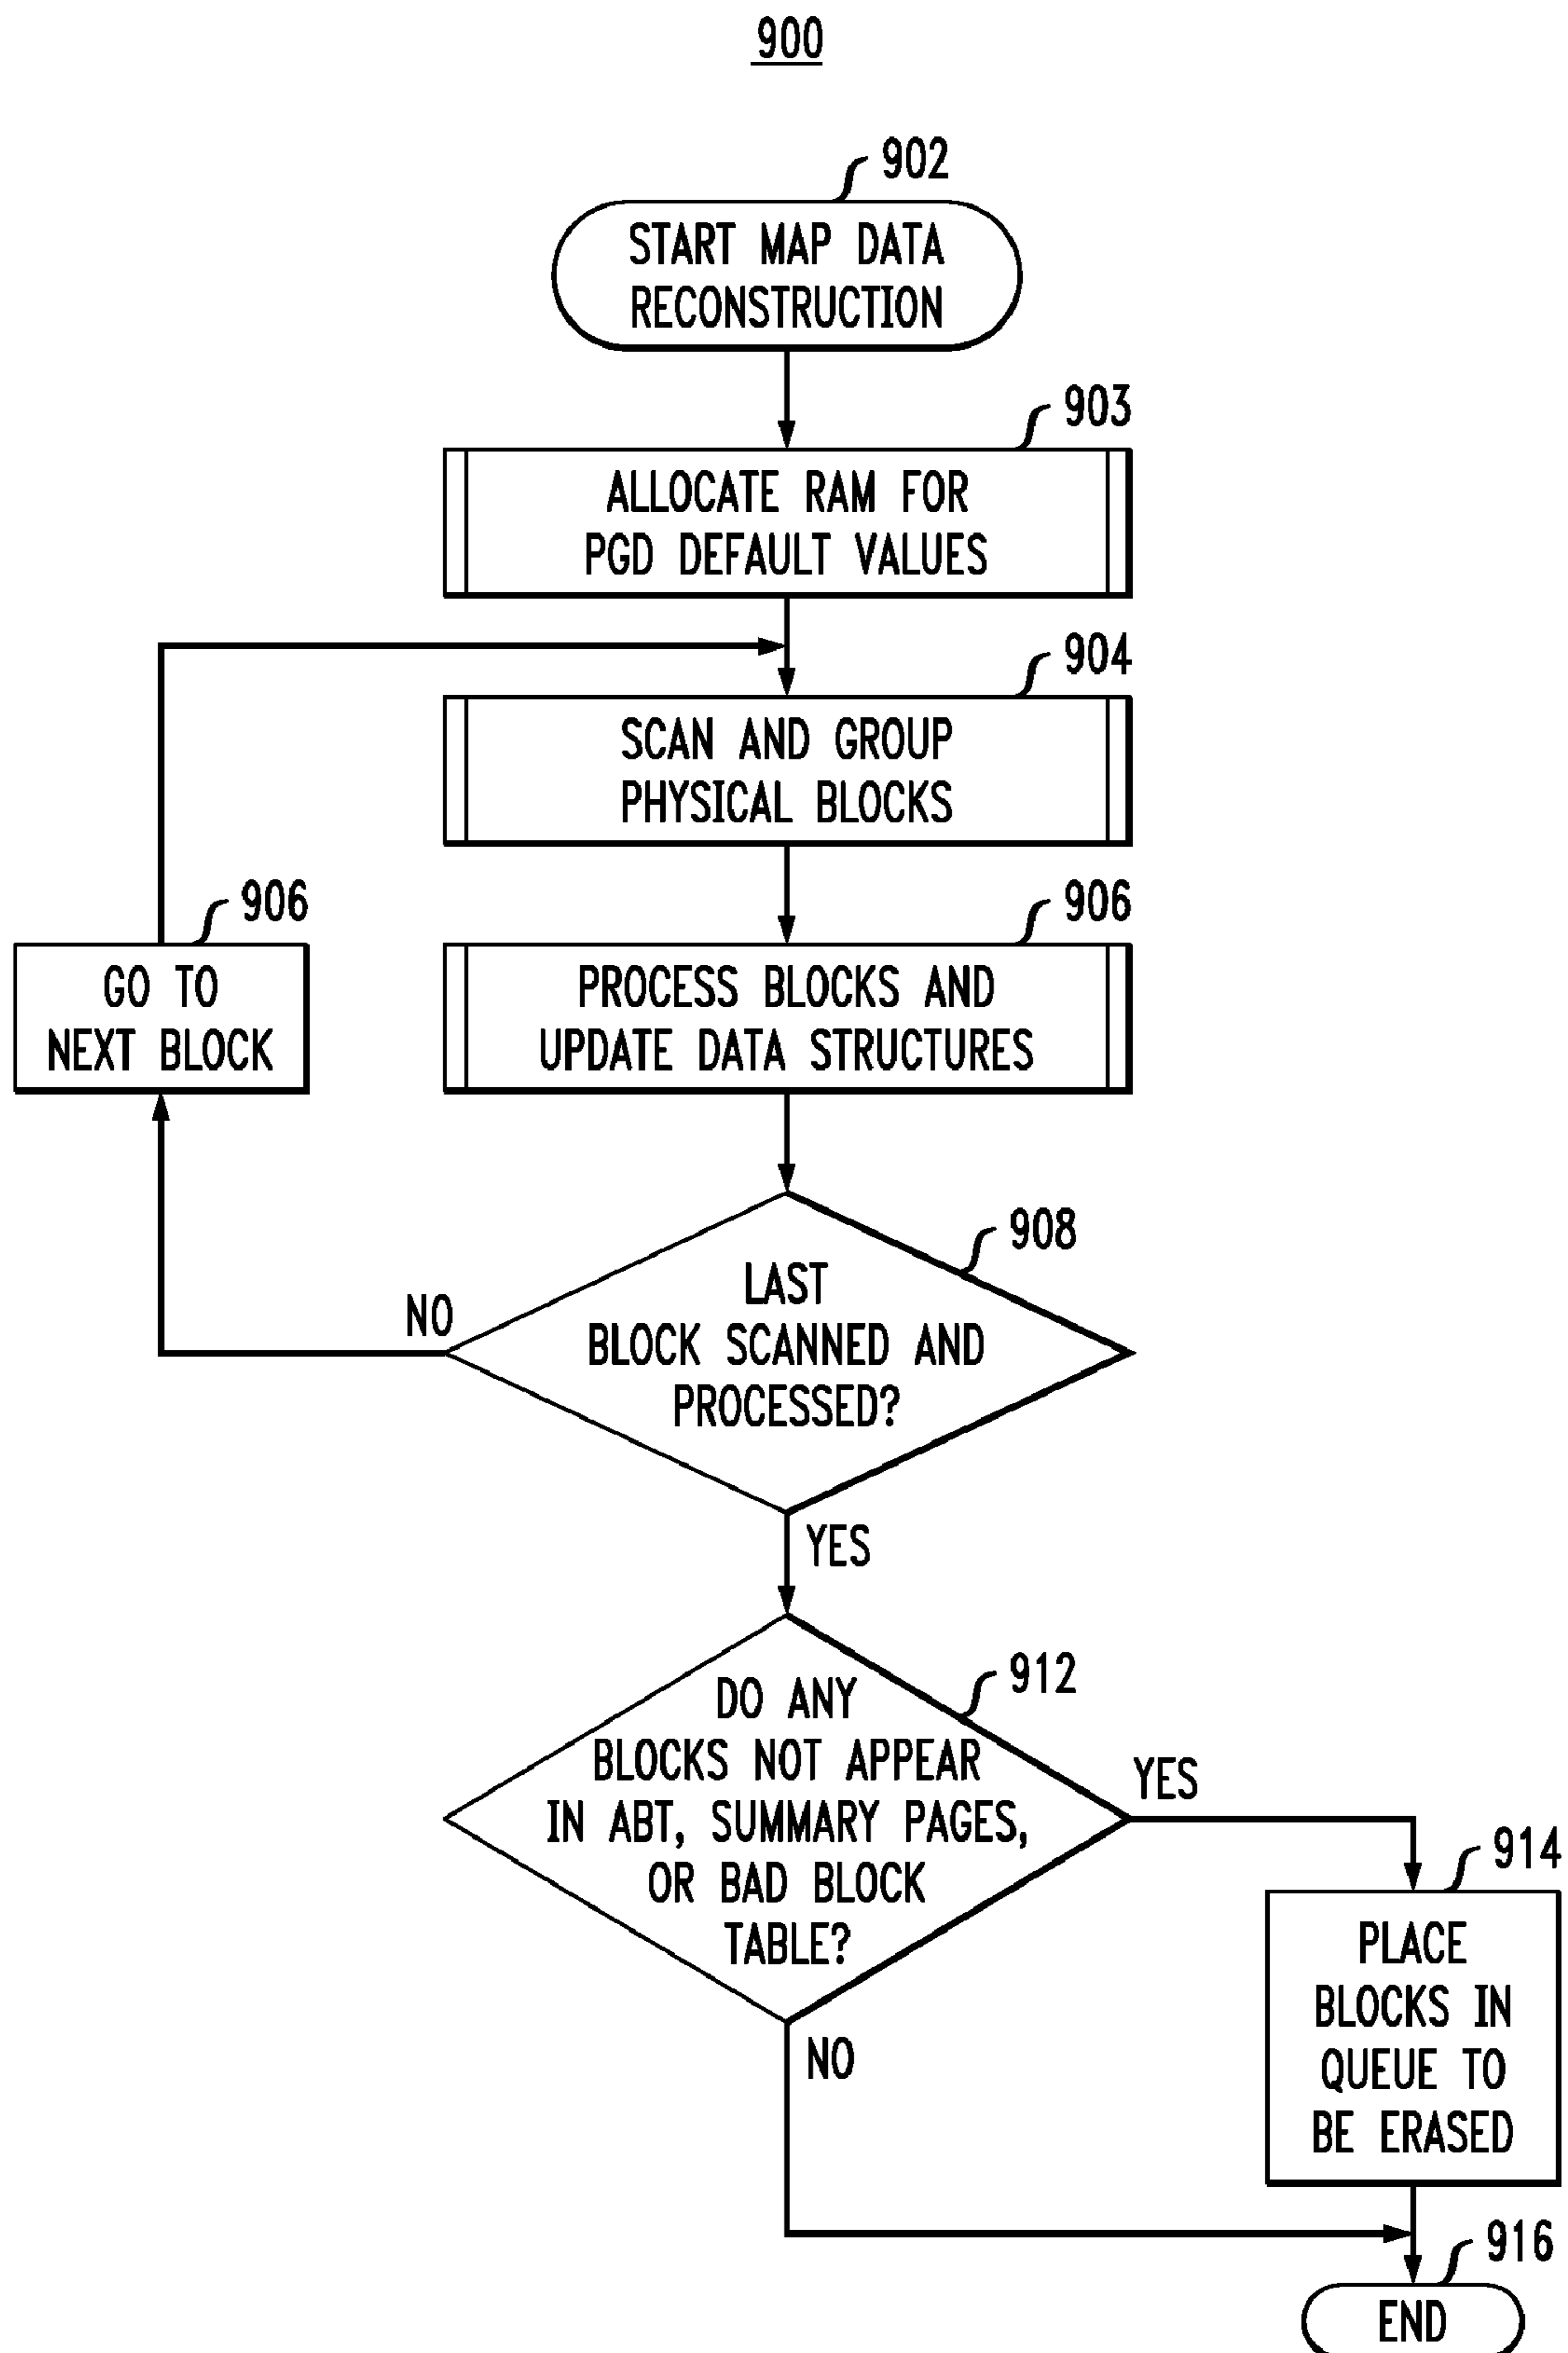 900
902
START MAP DATA
RECONSTRUCTION
903
ALLOCATE RAM FOR
PGD DEFAULT VALUES
904
SCAN AND GROUP
PHYSICAL BLOCKS
906
GO TO
NEXT BLOCK
906
PROCESS BLOCKS AND
UPDATE DATA STRUCTURES
908
LAST
BLOCK SCANNED AND
PROCESSED?
NO
YES
912
DO ANY
BLOCKS NOT APPEAR
IN ABT, SUMMARY PAGES,
OR BAD BLOCK
TABLE?
YES
NO
914
PLACE
BLOCKS IN
QUEUE TO
BE ERASED
916
END